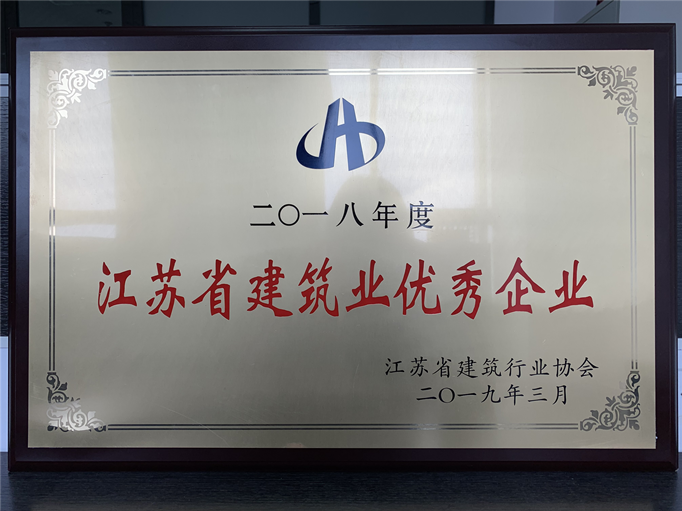 二〇一八年度
江苏省建筑业优秀企业
江苏省建筑行业协会
二〇一九年三月